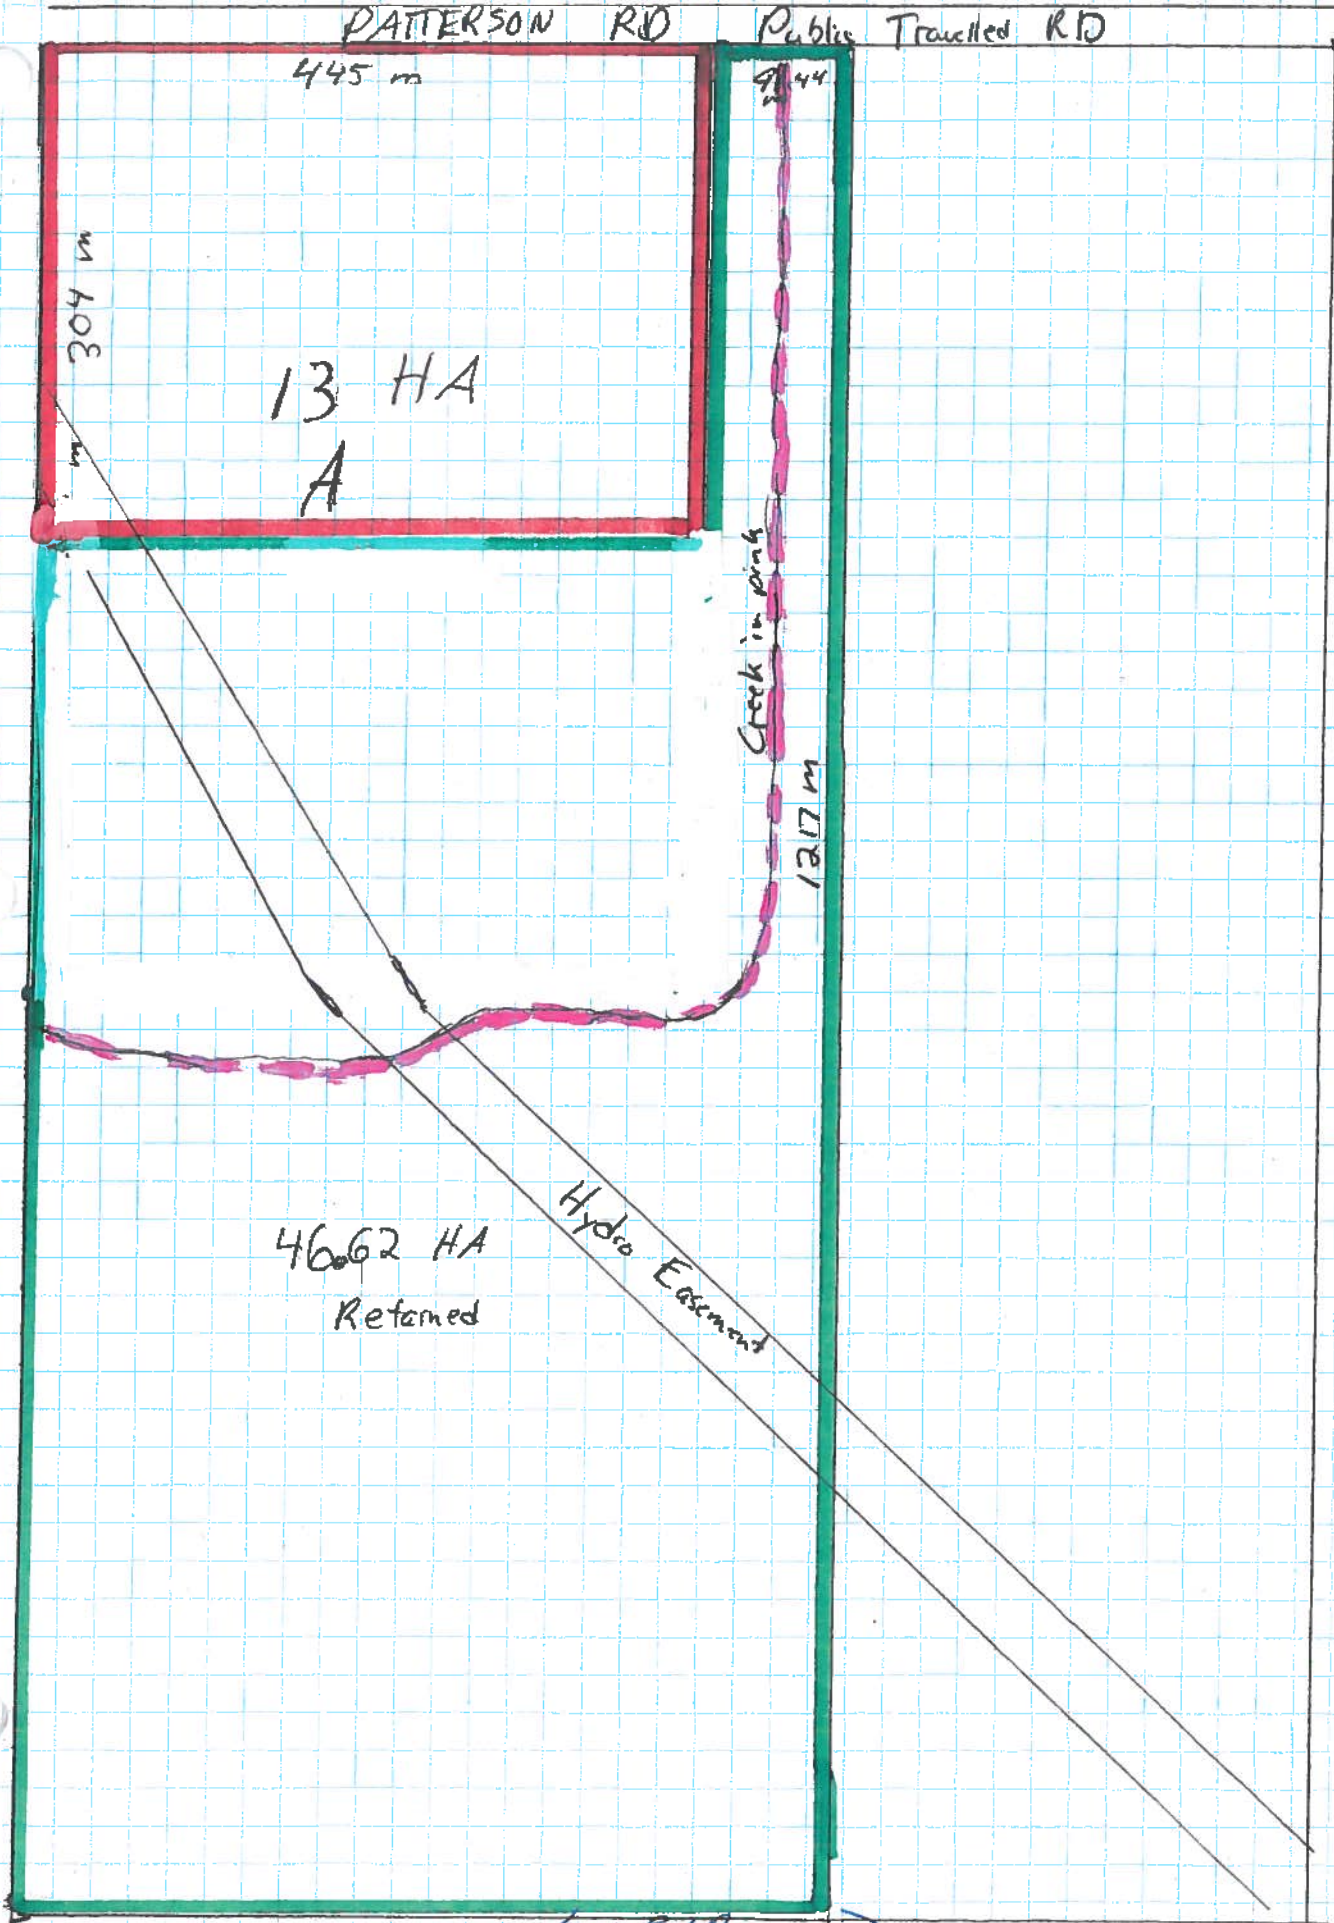 PATTERSON RD Public Travelled RD
445 m
304 m
m
13 HA
A
Creek in pink
1217 m
46.62 HA
Retained
Hydro Easement